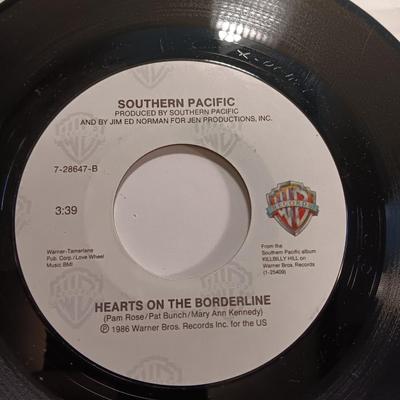 SOUTHERN PACIFIC
PRODUCED BY SOUTHERN PACIFIC
AND BY JIM ED NORMAN FOR JEN PRODUCTIONS, INC.
7-28647-B
3:39
RECORDS
Warner-Tamerlane
Pub. Corp./Love Wheel
Music BMI
From the
Southern Pacific album
KILLBILLY HILL on
Warner Bros. Records
(1-25409)
HEARTS ON THE BORDERLINE
(Pam Rose/Pat Bunch/Mary Ann Kennedy)
℗ 1986 Warner Bros. Records Inc. for the US